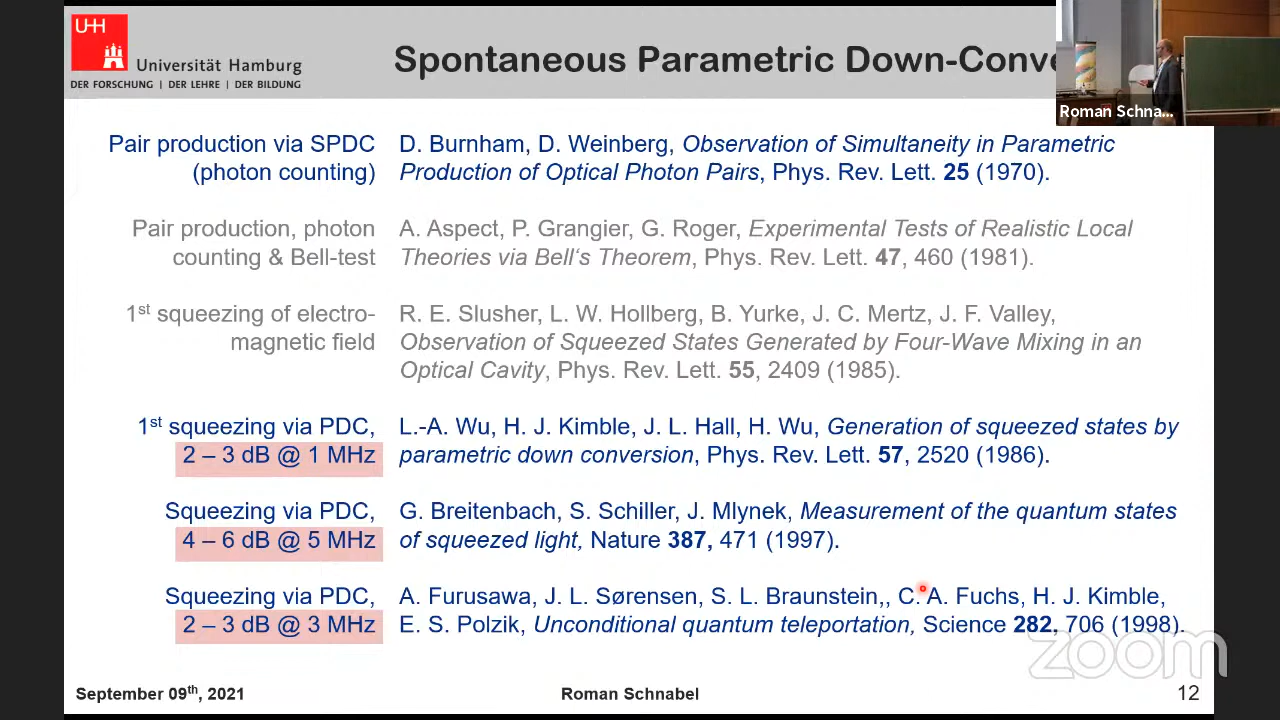 UHH
Universität Hamburg
DER FORSCHUNG | DER LEHRE | DER BILDUNG
Spontaneous Parametric Down-Conve
Roman Schna...
Pair production via SPDC
(photon counting)
D. Burnham, D. Weinberg, Observation of Simultaneity in Parametric
Production of Optical Photon Pairs, Phys. Rev. Lett. 25 (1970).
Pair production, photon
counting & Bell-test
A. Aspect, P. Grangier, G. Roger, Experimental Tests of Realistic Local
Theories via Bell‘s Theorem, Phys. Rev. Lett. 47, 460 (1981).
1st squeezing of electro-
magnetic field
R. E. Slusher, L. W. Hollberg, B. Yurke, J. C. Mertz, J. F. Valley,
Observation of Squeezed States Generated by Four-Wave Mixing in an
Optical Cavity, Phys. Rev. Lett. 55, 2409 (1985).
1st squeezing via PDC,
2 – 3 dB @ 1 MHz
L.-A. Wu, H. J. Kimble, J. L. Hall, H. Wu, Generation of squeezed states by
parametric down conversion, Phys. Rev. Lett. 57, 2520 (1986).
Squeezing via PDC,
4 – 6 dB @ 5 MHz
G. Breitenbach, S. Schiller, J. Mlynek, Measurement of the quantum states
of squeezed light, Nature 387, 471 (1997).
Squeezing via PDC,
2 – 3 dB @ 3 MHz
A. Furusawa, J. L. Sørensen, S. L. Braunstein,, C. A. Fuchs, H. J. Kimble,
E. S. Polzik, Unconditional quantum teleportation, Science 282, 706 (1998).
zoom
September 09th, 2021
Roman Schnabel
12